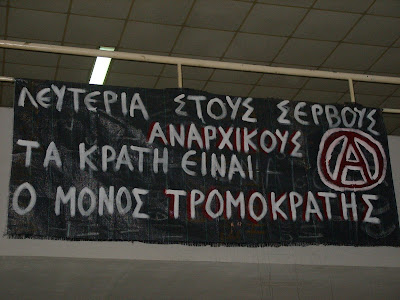 ΛΕΥΤΕΡΙΑ ΣΤΟΥΣ ΣΕΡΒΟΥΣ
ΑΝΑΡΧΙΚΟΥΣ
ΤΑ ΚΡΑΤΗ ΕΙΝΑΙ
Ο ΜΟΝΟΣ ΤΡΟΜΟΚΡΑΤΗΣ